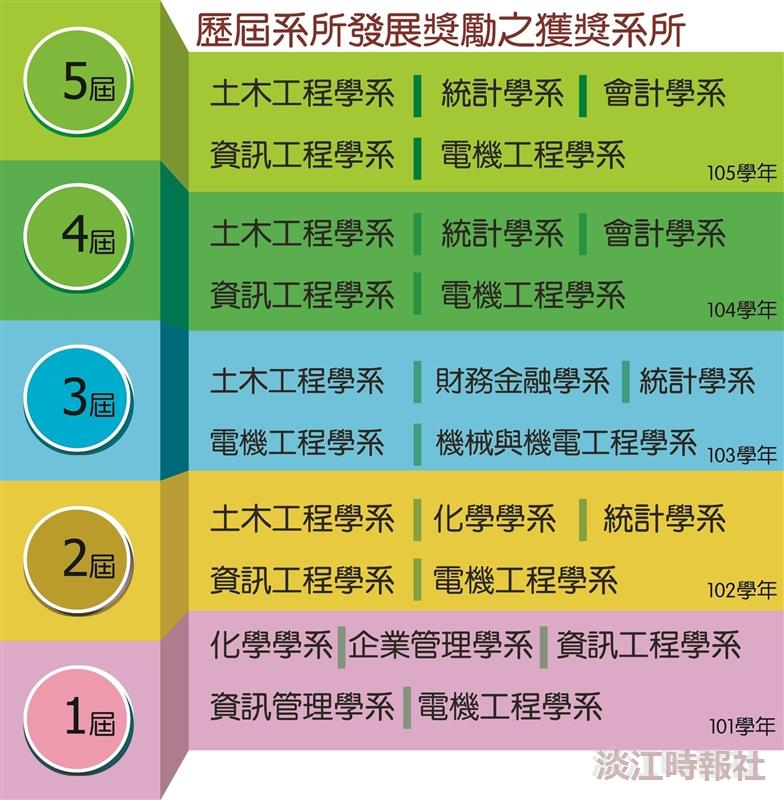 歷屆系所發展獎勵之獲獎系所
5屆
土木工程學系 | 統計學系 | 會計學系
資訊工程學系 | 電機工程學系
105學年
4屆
土木工程學系 | 統計學系 | 會計學系
資訊工程學系 | 電機工程學系
104學年
3屆
土木工程學系 | 財務金融學系 | 統計學系
電機工程學系 | 機械與機電工程學系
103學年
2屆
土木工程學系 | 化學學系 | 統計學系
資訊工程學系 | 電機工程學系
102學年
1屆
化學學系 | 企業管理學系 | 資訊工程學系
資訊管理學系 | 電機工程學系
101學年
淡江時報社